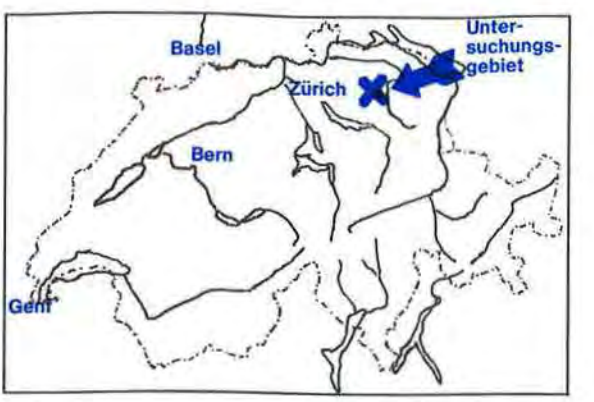 Unter-
suchungs-
gebiet
Basel
Zürich
Bern
Genf